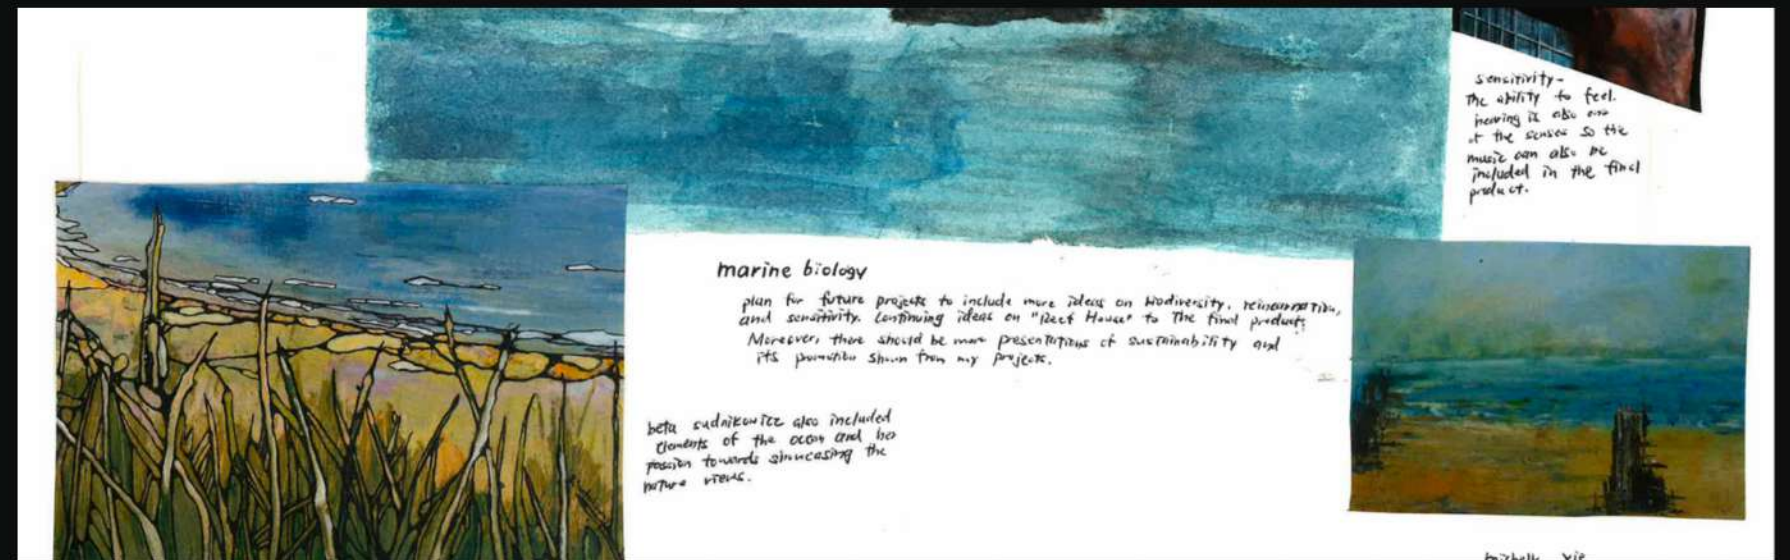 sensitivity-
the ability to feel.
hearing is also one
of the senses so the
music can also be
included in the final
product.
marine biology
plan for future projects to include more ideas on biodiversity, reincarnation,
and sensitivity. Continuing ideas on "Reef House" to the final products
Moreover, there should be more presentations of sustainability and
its promotion shown from my projects.
beta sudnikowicz also included
elements of the ocean and her
passion towards showcasing the
nature views.
michelle xie